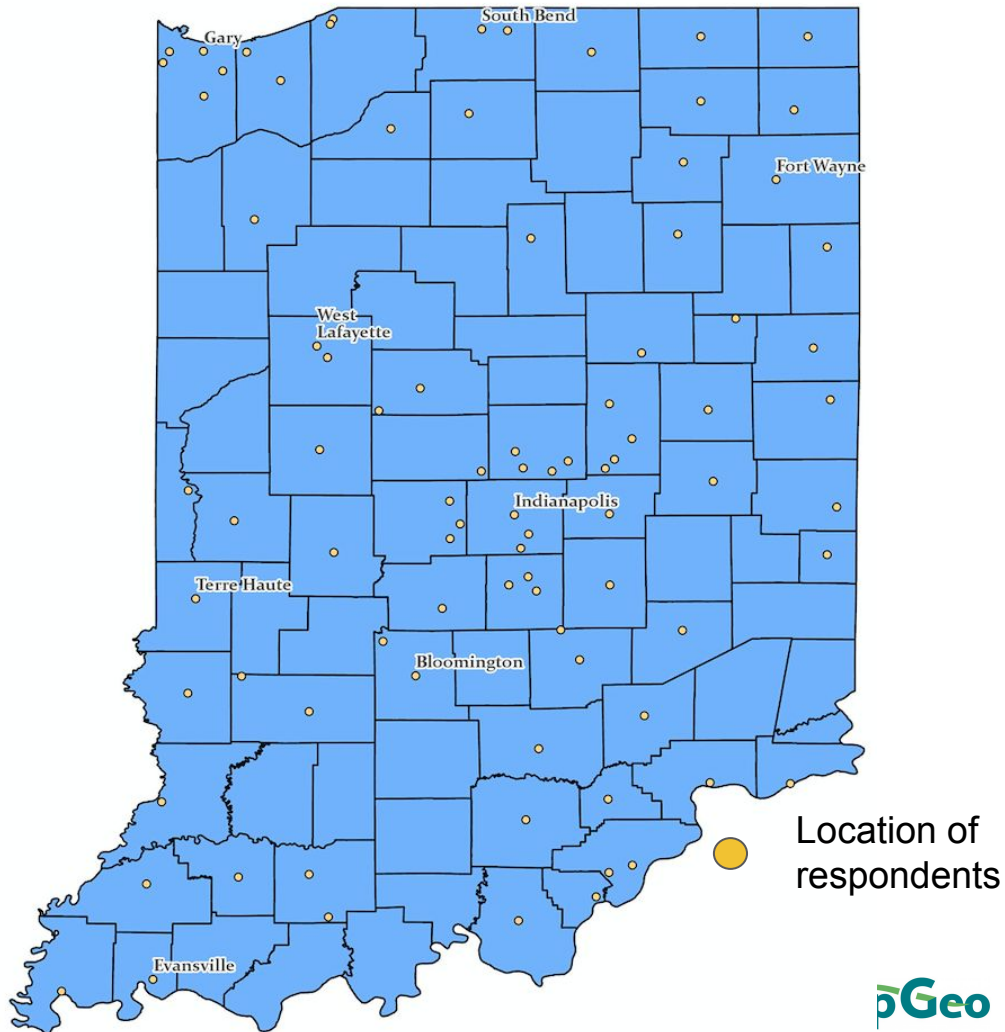 South Bend
Gary
Fort Wayne
West
Lafayette
Indianapolis
Terre Haute
Bloomington
Location of
respondents
Evansville
Geo